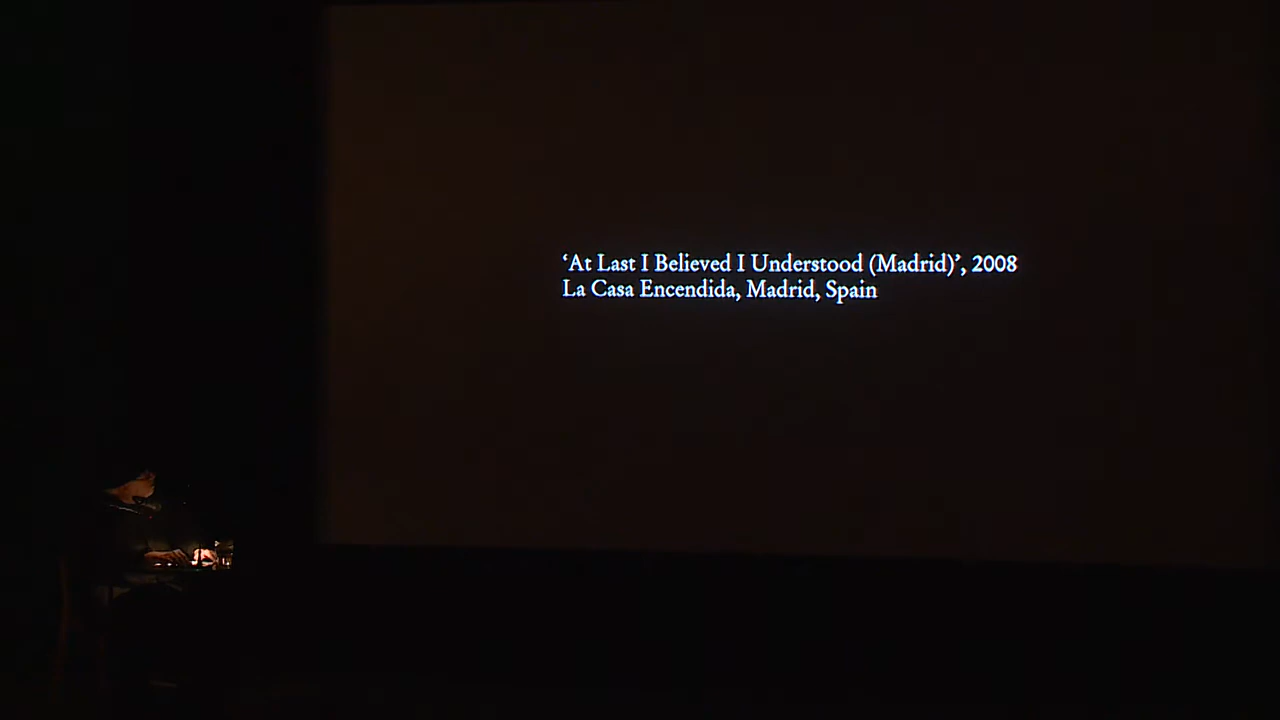 ‘At Last I Believed I Understood (Madrid)’, 2008
La Casa Encendida, Madrid, Spain